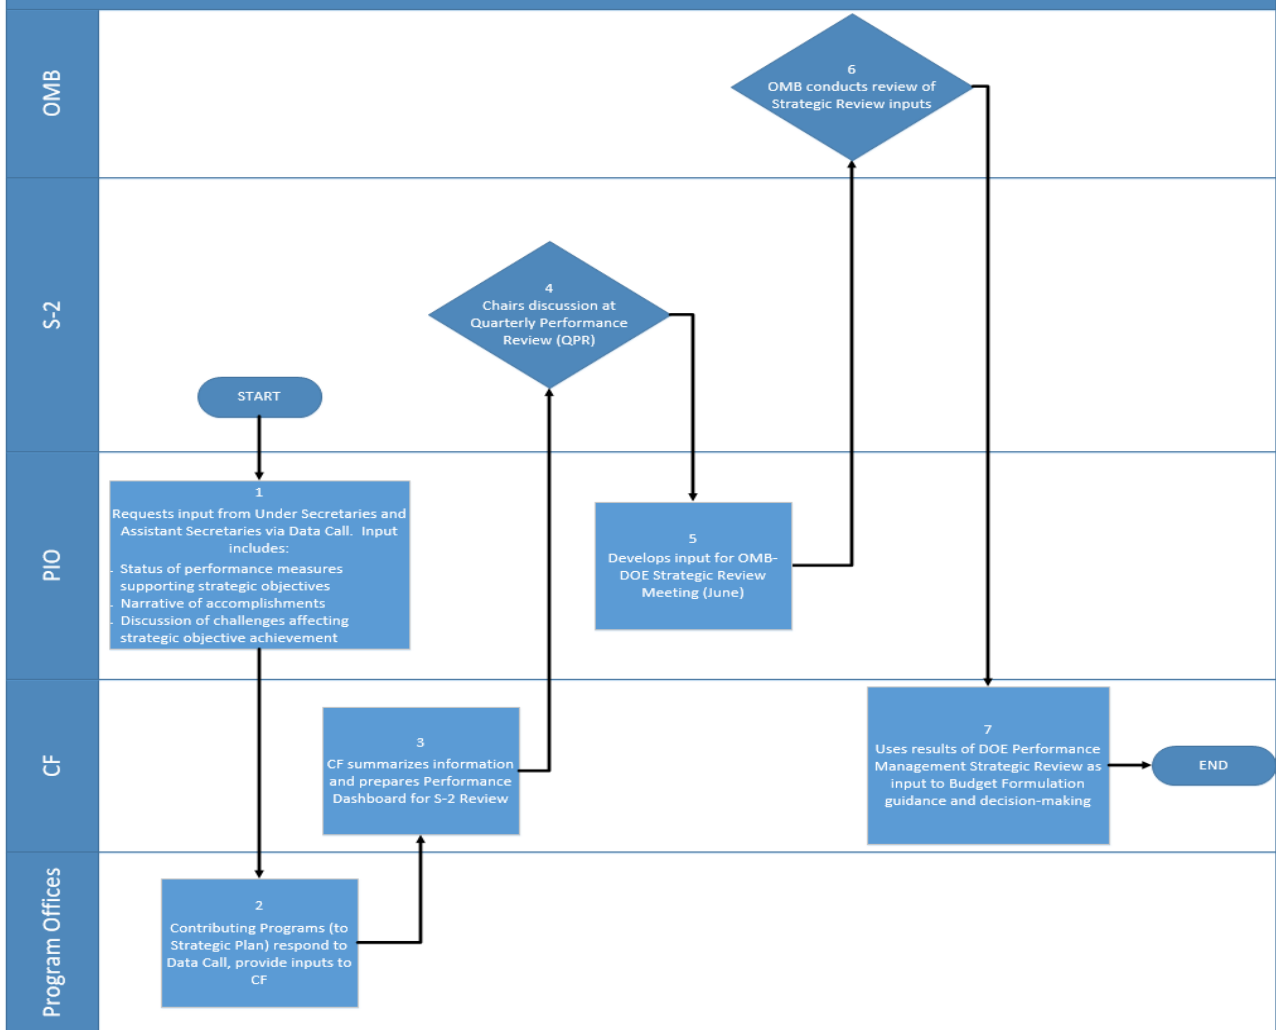 OMB
6
OMB conducts review of
Strategic Review inputs
S-2
4
Chairs discussion at
Quarterly Performance
Review (QPR)
START
PIO
1
Requests input from Under Secretaries and
Assistant Secretaries via Data Call.  Input
includes:
Status of performance measures
supporting strategic objectives
Narrative of accomplishments
Discussion of challenges affecting
strategic objective achievement
5
Develops input for OMB-
DOE Strategic Review
Meeting (June)
CF
3
CF summarizes information
and prepares Performance
Dashboard for S-2 Review
7
Uses results of DOE Performance
Management Strategic Review as
input to Budget Formulation
guidance and decision-making
END
Program Offices
2
Contributing Programs (to
Strategic Plan) respond to
Data Call, provide inputs to
CF